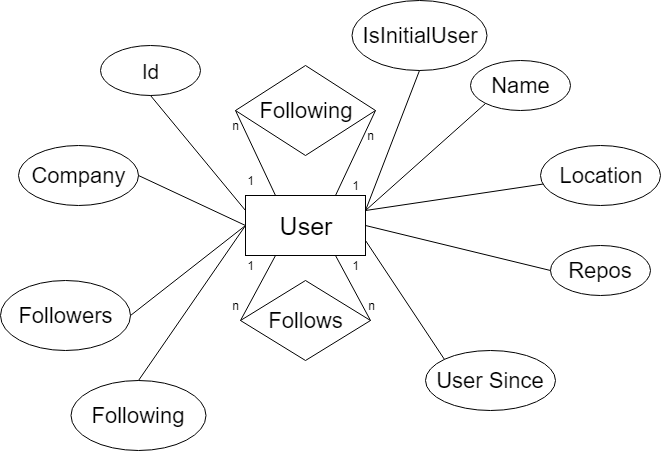 IsInitialUser
Id
Name
Following
n
n
Company
Location
1
1
User
1
1
Repos
Followers
n
n
Follows
User Since
Following